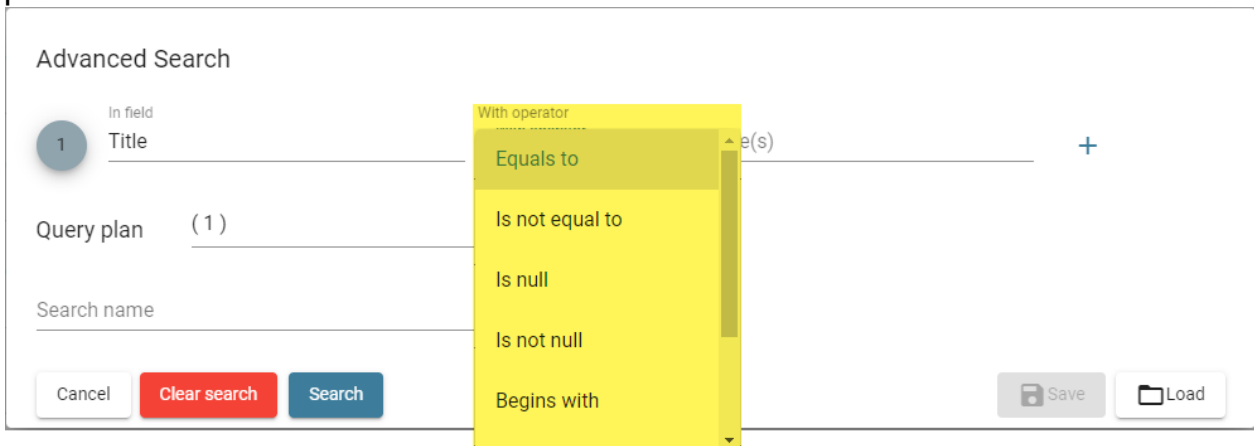 Advanced Search
In field
With operator
1
Title
e(s)
+
Equals to
Is not equal to
Query plan
( 1 )
Is null
Search name
Is not null
Cancel
Clear search
Search
Begins with
Save
Load